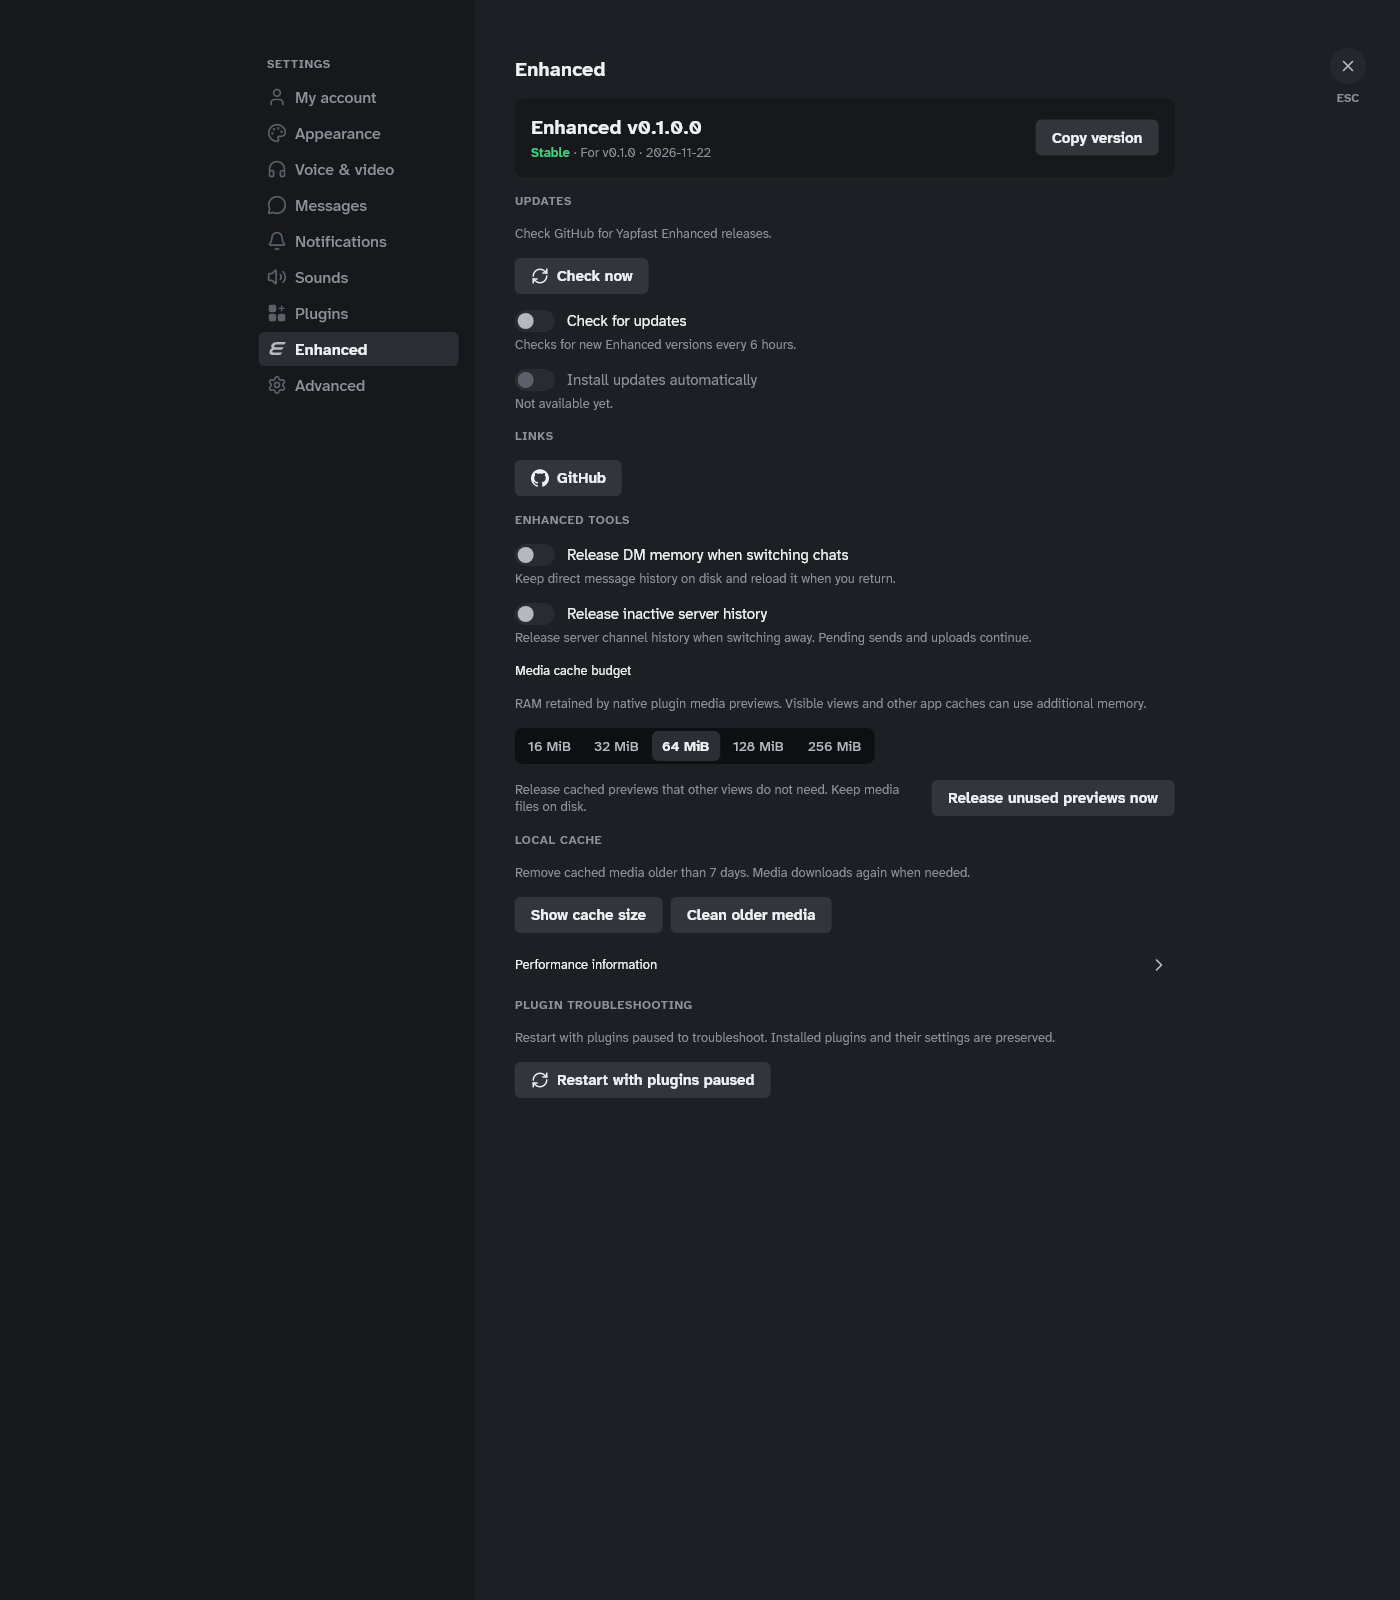 SETTINGS
My account
Appearance
Voice & video
Messages
Notifications
Sounds
Plugins
Enhanced
Advanced
Enhanced
ESC
Enhanced v0.1.0.0
Stable · For v0.1.0 · 2026-11-22
Copy version
UPDATES
Check GitHub for Yapfast Enhanced releases.
Check now
Check for updates
Checks for new Enhanced versions every 6 hours.
Install updates automatically
Not available yet.
LINKS
GitHub
ENHANCED TOOLS
Release DM memory when switching chats
Keep direct message history on disk and reload it when you return.
Release inactive server history
Release server channel history when switching away. Pending sends and uploads continue.
Media cache budget
RAM retained by native plugin media previews. Visible views and other app caches can use additional memory.
16 MiB 32 MiB 64 MiB 128 MiB 256 MiB
Release cached previews that other views do not need. Keep media
files on disk.
Release unused previews now
LOCAL CACHE
Remove cached media older than 7 days. Media downloads again when needed.
Show cache size Clean older media
Performance information
PLUGIN TROUBLESHOOTING
Restart with plugins paused to troubleshoot. Installed plugins and their settings are preserved.
Restart with plugins paused